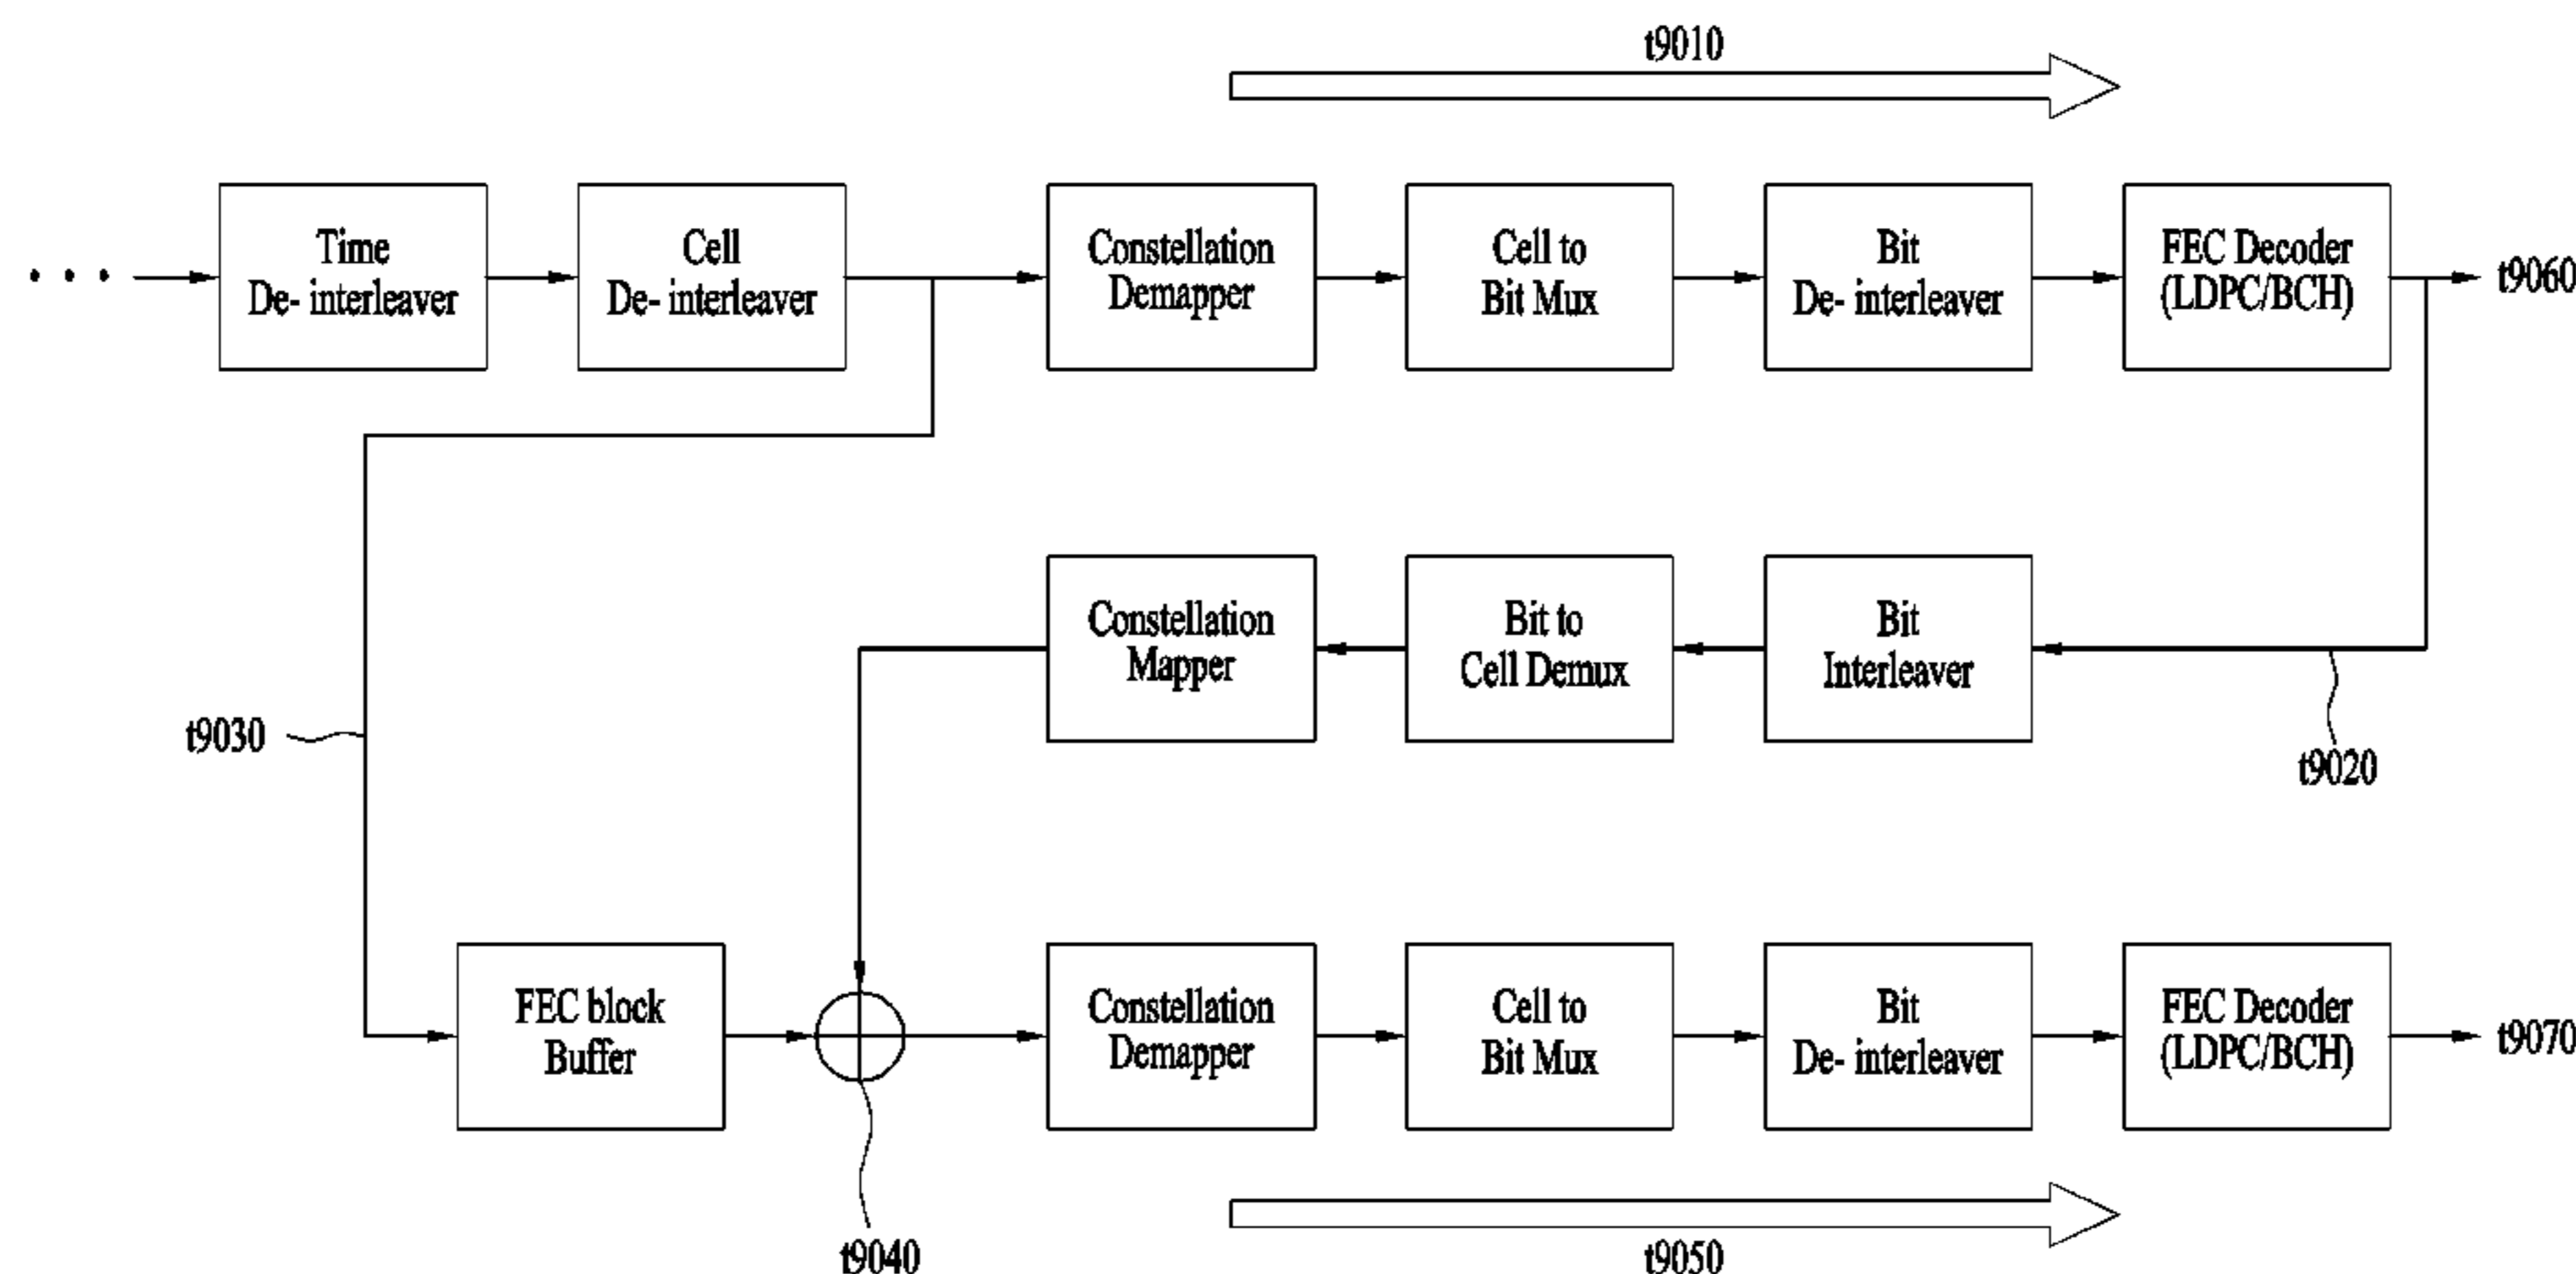 t9010
Time
De- interleaver
Cell
De- interleaver
Constellation
Demapper
Cell to
Bit Mux
Bit
De- interleaver
FEC Decoder
(LDPC/BCH)
t9060
Constellation
Mapper
Bit to
Cell Demux
Bit
Interleaver
t9030
t9020
FEC block
Buffer
Constellation
Demapper
Cell to
Bit Mux
Bit
De- interleaver
FEC Decoder
(LDPC/BCH)
t9070
t9040
t9050